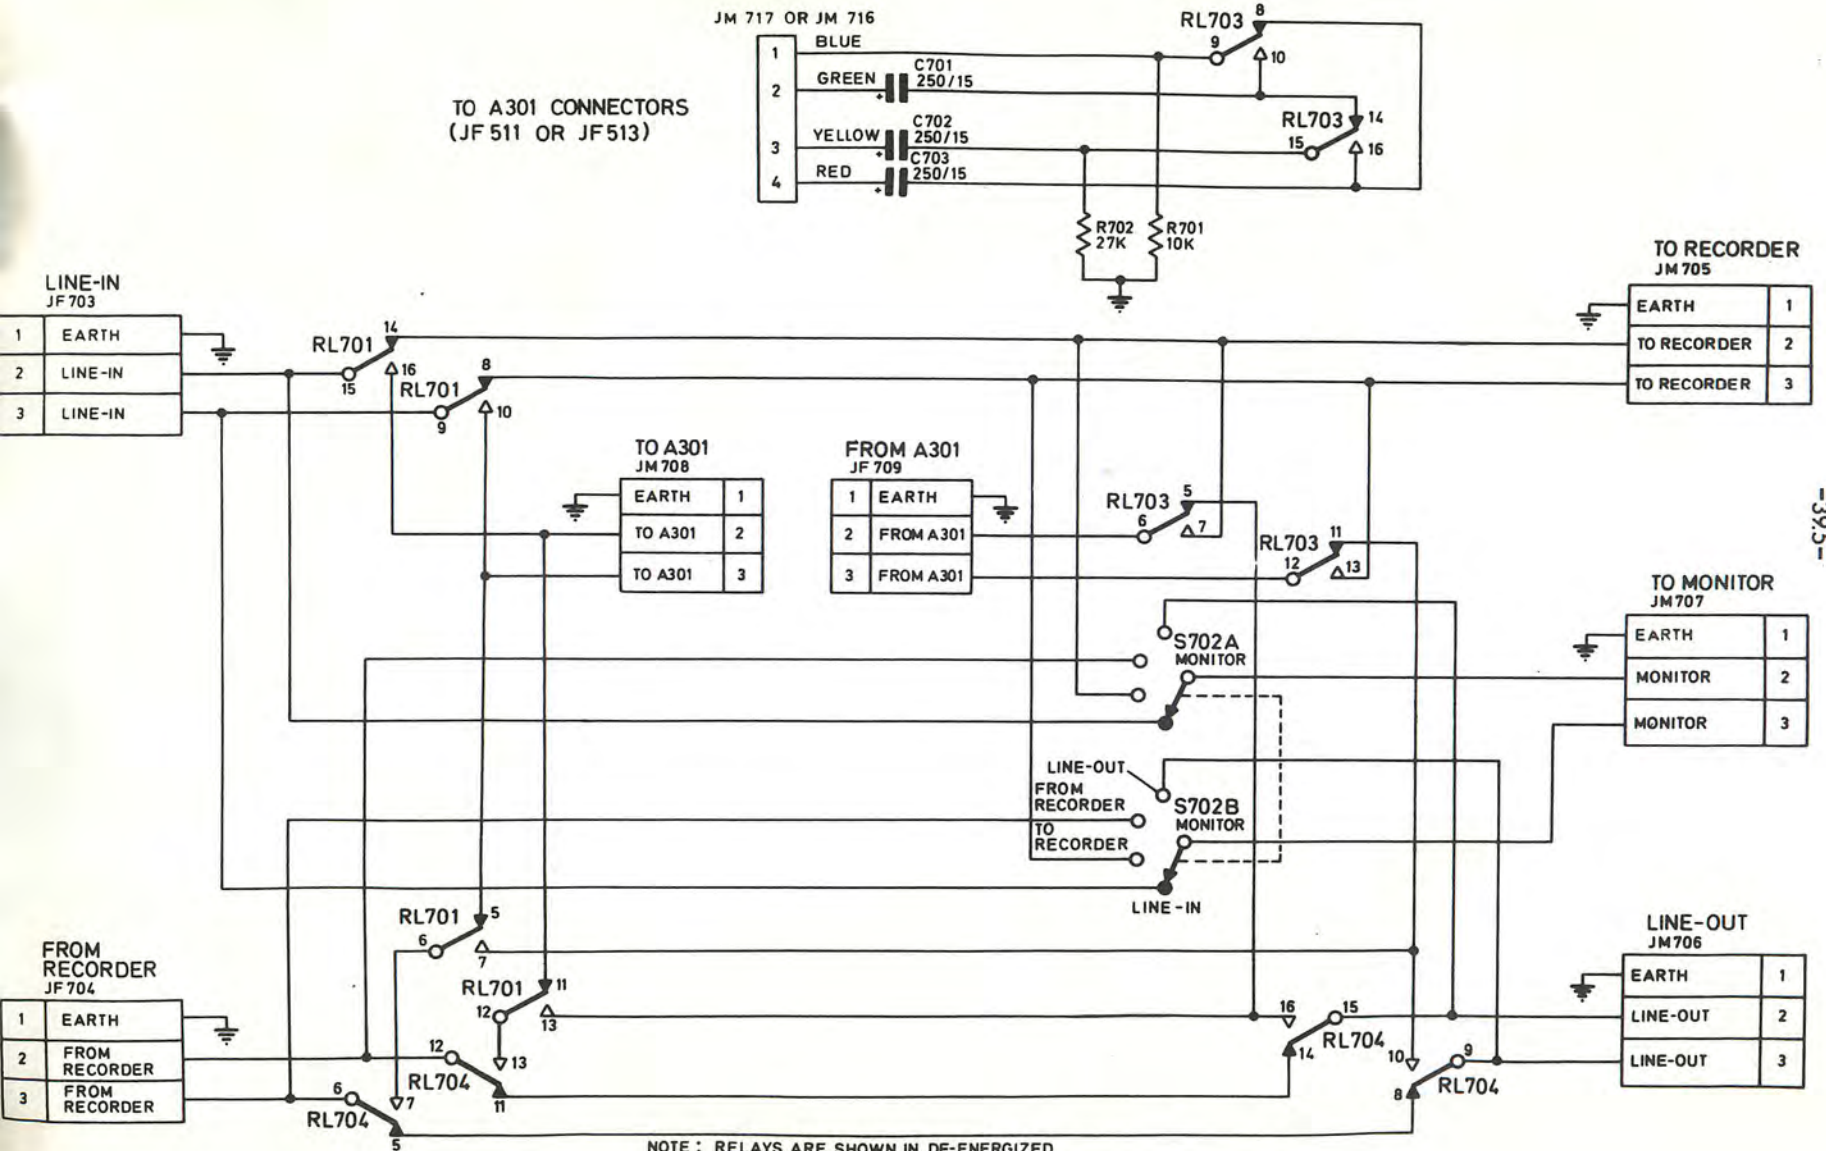 JM 717 OR JM 716
1 BLUE
2 GREEN
3 YELLOW
4 RED
+ C701
250/15
+ C702
250/15
+ C703
250/15
RL703
8
9
10
RL703
14
15
16
TO A301 CONNECTORS
(JF 511 OR JF 513)
R702
27K
R701
10K
LINE-IN
JF 703
1 EARTH
2 LINE-IN
3 LINE-IN
RL701
14
15
16
RL701
8
9
10
TO RECORDER
JM 705
EARTH 1
TO RECORDER 2
TO RECORDER 3
TO A301
JM 708
EARTH 1
TO A301 2
TO A301 3
FROM A301
JF 709
1 EARTH
2 FROM A301
3 FROM A301
RL703
5
6
7
RL703
11
12
13
-395-
TO MONITOR
JM707
EARTH 1
MONITOR 2
MONITOR 3
S702A
MONITOR
LINE-OUT
FROM
RECORDER
TO
RECORDER
S702B
MONITOR
LINE-IN
RL701
5
6
7
RL701
11
12
13
FROM
RECORDER
JF 704
1 EARTH
2 FROM
RECORDER
3 FROM
RECORDER
12
13
RL704
11
6
7
RL704
5
16
15
RL704
14
10
9
RL704
8
LINE-OUT
JM706
EARTH 1
LINE-OUT 2
LINE-OUT 3
NOTE: RELAYS ARE SHOWN IN DE-ENERGIZED